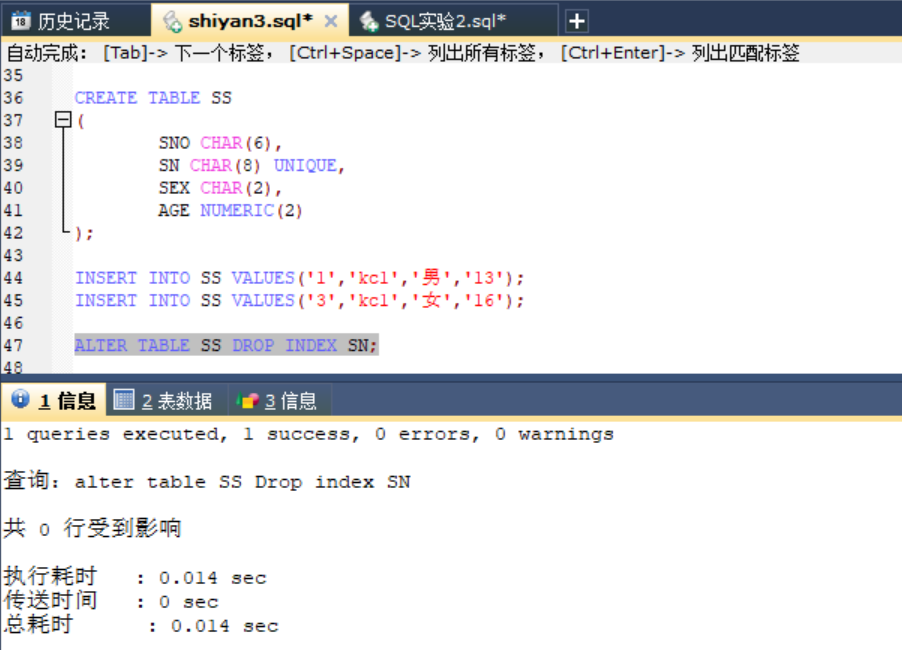 18 历史记录 shiyan3.sql* SQL实验2.sql*
自动完成： [Tab]-> 下一个标签， [Ctrl+Space]-> 列出所有标签， [Ctrl+Enter]-> 列出匹配标签
35
36 CREATE TABLE SS
37 (
38 SNO CHAR(6),
39 SN CHAR(8) UNIQUE,
40 SEX CHAR(2),
41 AGE NUMERIC(2)
42 );
43
44 INSERT INTO SS VALUES('1','kc1','男','13');
45 INSERT INTO SS VALUES('3','kc1','女','16');
46
47 ALTER TABLE SS DROP INDEX SN;
48
1 信息 2 表数据 3 信息
1 queries executed, 1 success, 0 errors, 0 warnings
查询: alter table SS Drop index SN
共 0 行受到影响
执行耗时 : 0.014 sec
传送时间 : 0 sec
总耗时 : 0.014 sec